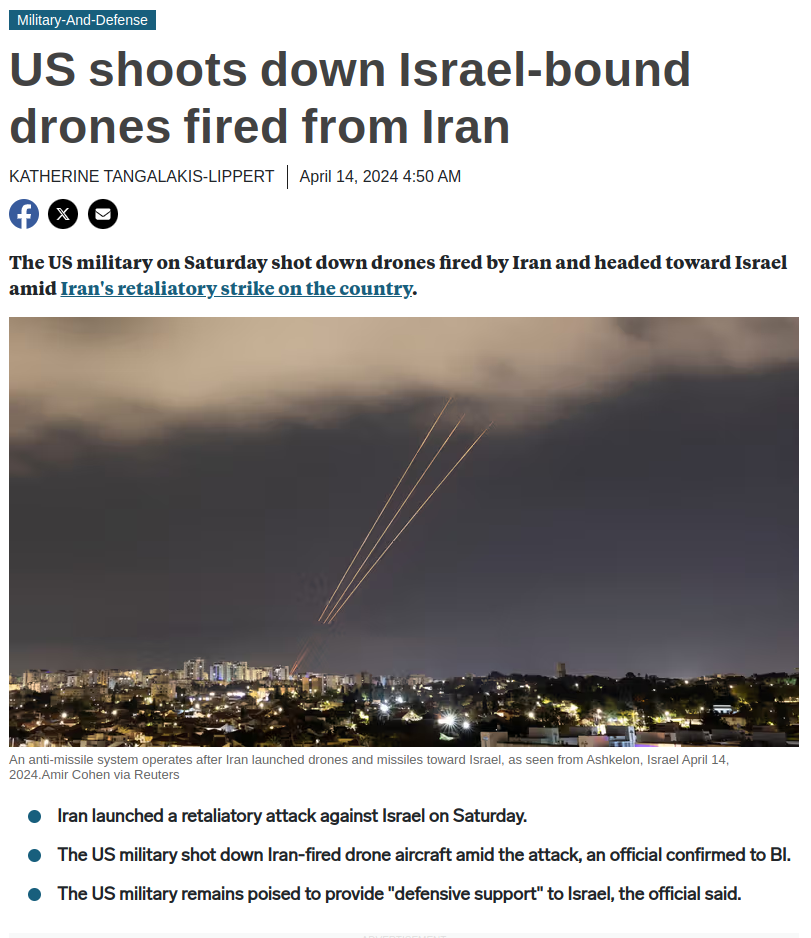 Military-And-Defense
US shoots down Israel-bound
drones fired from Iran
KATHERINE TANGALAKIS-LIPPERT | April 14, 2024 4:50 AM
The US military on Saturday shot down drones fired by Iran and headed toward Israel
amid Iran's retaliatory strike on the country.
An anti-missile system operates after Iran launched drones and missiles toward Israel, as seen from Ashkelon, Israel April 14,
2024.Amir Cohen via Reuters
Iran launched a retaliatory attack against Israel on Saturday.
The US military shot down Iran-fired drone aircraft amid the attack, an official confirmed to BI.
The US military remains poised to provide "defensive support" to Israel, the official said.